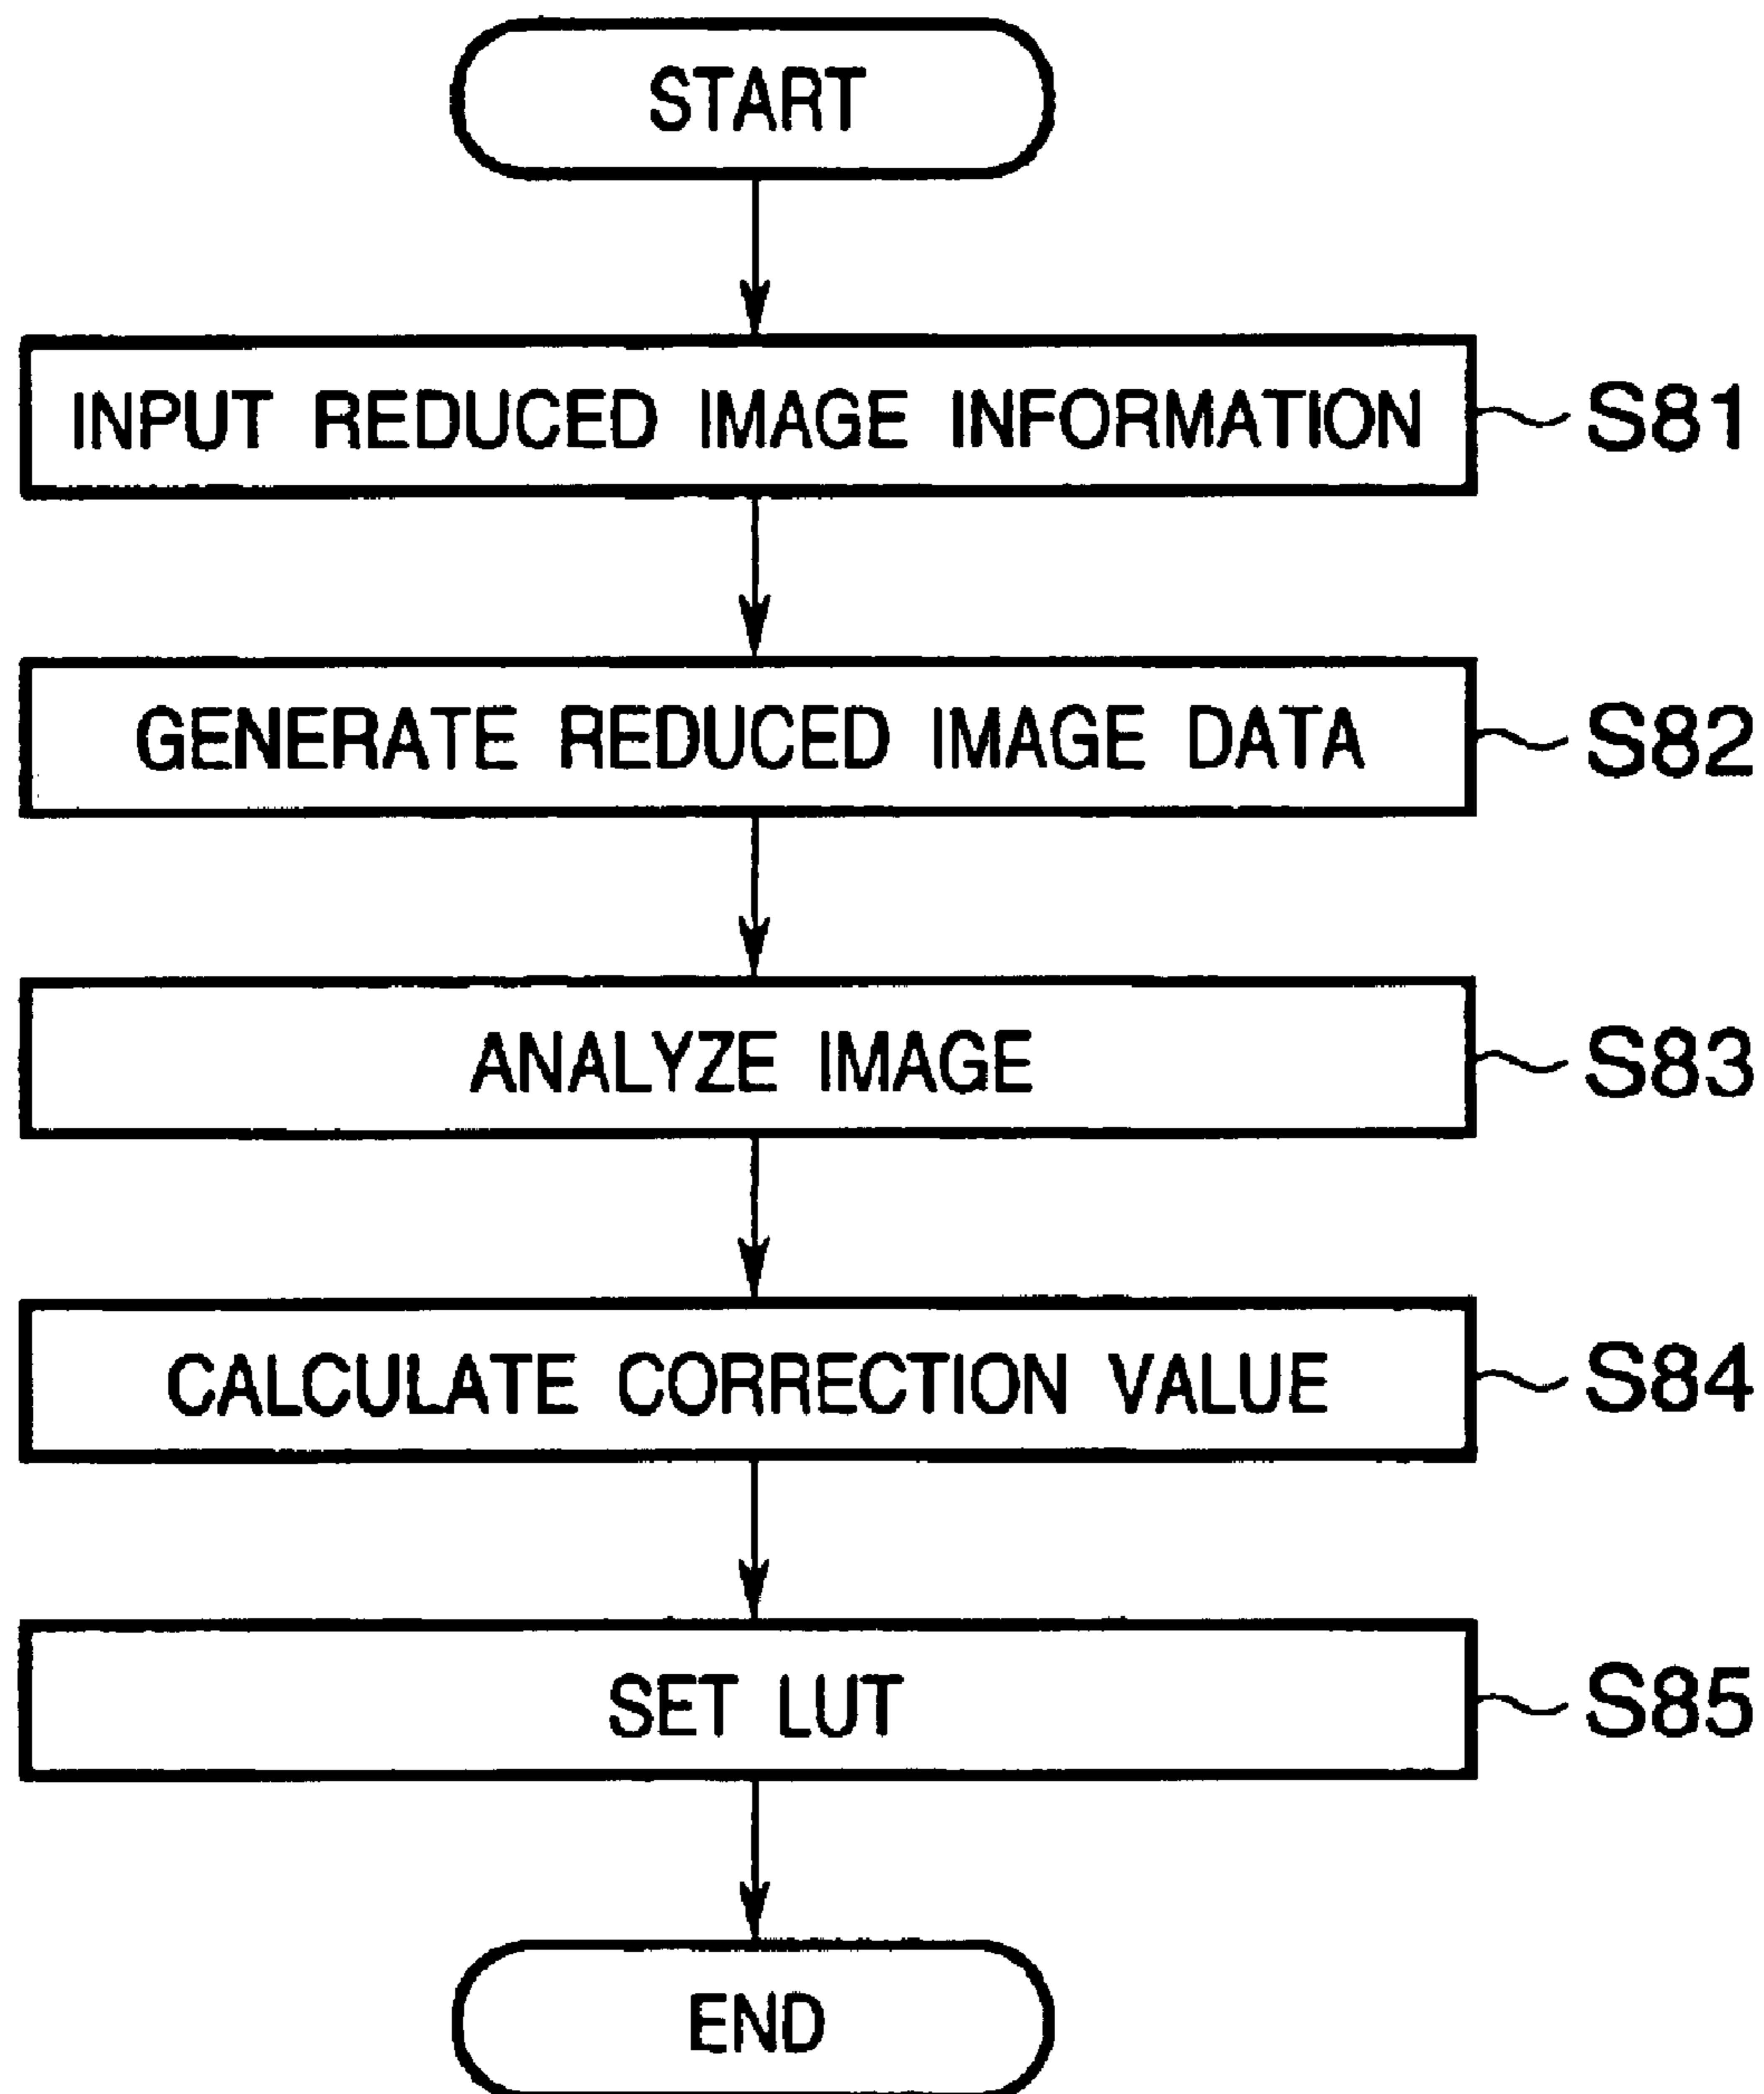 START
INPUT REDUCED IMAGE INFORMATION S81
GENERATE REDUCED IMAGE DATA S82
ANALYZE IMAGE S83
CALCULATE CORRECTION VALUE S84
SET LUT S85
END